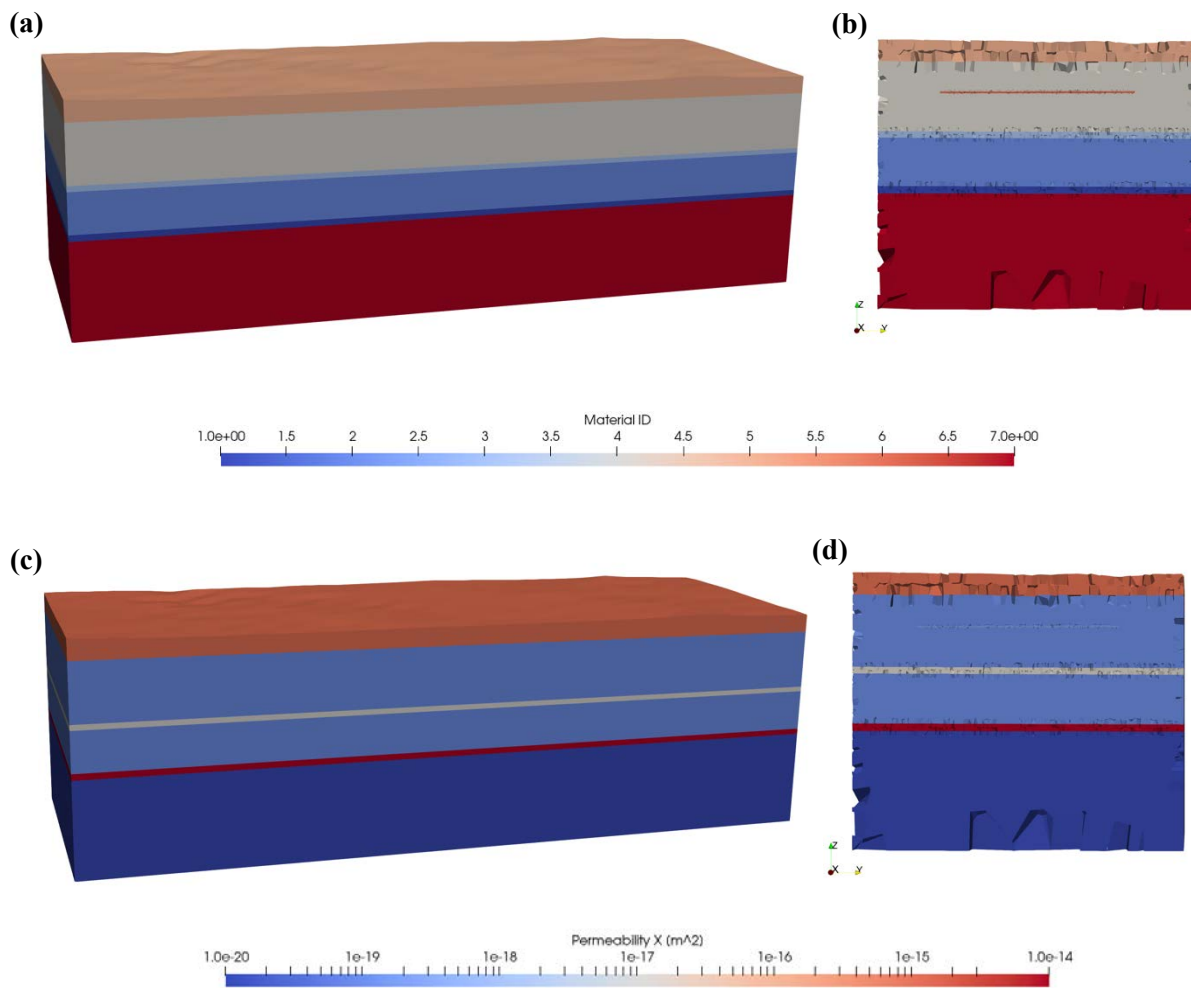 (a)
(b)
Z
X Y
Material ID
1.0e+00 1.5 2 2.5 3 3.5 4 4.5 5 5.5 6 6.5 7.0e+00
(c)
(d)
Z
X Y
Permeability X (m^2)
1.0e-20 1e-19 1e-18 1e-17 1e-16 1e-15 1.0e-14